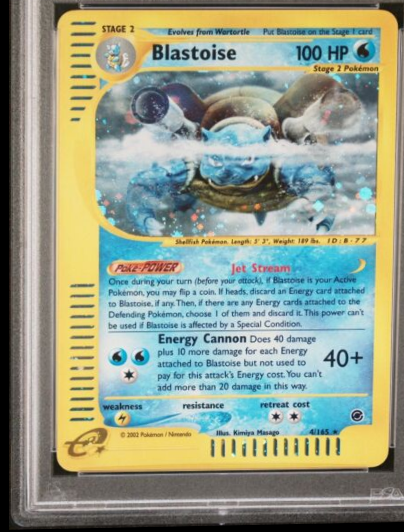 STAGE 2
Evolves from Wartortle Put Blastoise on the Stage 1 card
Blastoise 100 HP
Stage 2 Pokémon
Shellfish Pokémon. Length: 5' 3", Weight: 189 lbs. ID: B-77
Poké-POWER Jet Stream
Once during your turn (before your attack), if Blastoise is your Active
Pokémon, you may flip a coin. If heads, discard an Energy card attached
to Blastoise, if any. Then, if there are any Energy cards attached to the
Defending Pokémon, choose 1 of them and discard it. This power can't
be used if Blastoise is affected by a Special Condition.
Energy Cannon Does 40 damage
plus 10 more damage for each Energy
attached to Blastoise but not used to
pay for this attack's Energy cost. You can't
add more than 20 damage in this way.
40+
weakness resistance retreat cost
© 2002 Pokémon / Nintendo Illus. Kimiya Masago 4/165 ★